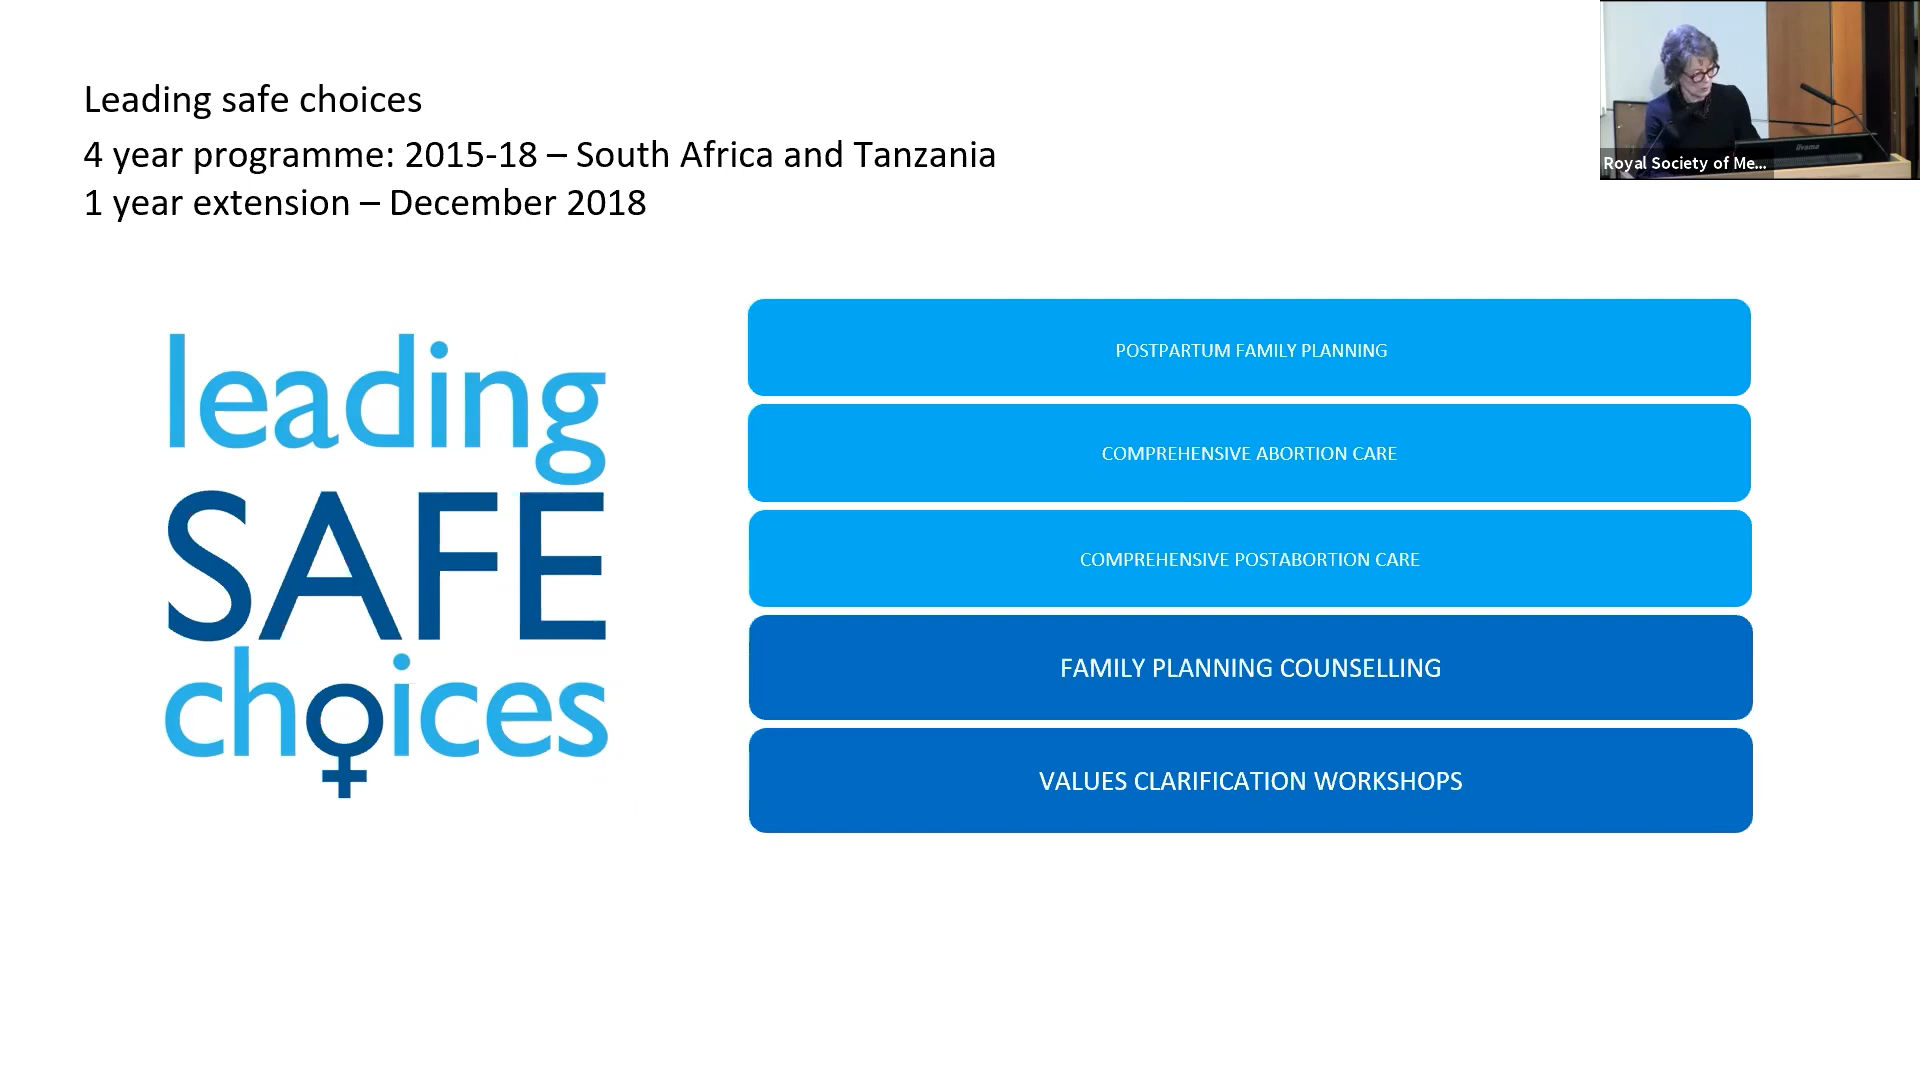 Leading safe choices
4 year programme: 2015-18 – South Africa and Tanzania
1 year extension – December 2018
leading
SAFE
choices
POSTPARTUM FAMILY PLANNING
COMPREHENSIVE ABORTION CARE
COMPREHENSIVE POSTABORTION CARE
FAMILY PLANNING COUNSELLING
VALUES CLARIFICATION WORKSHOPS
Royal Society of Me...
iiyama